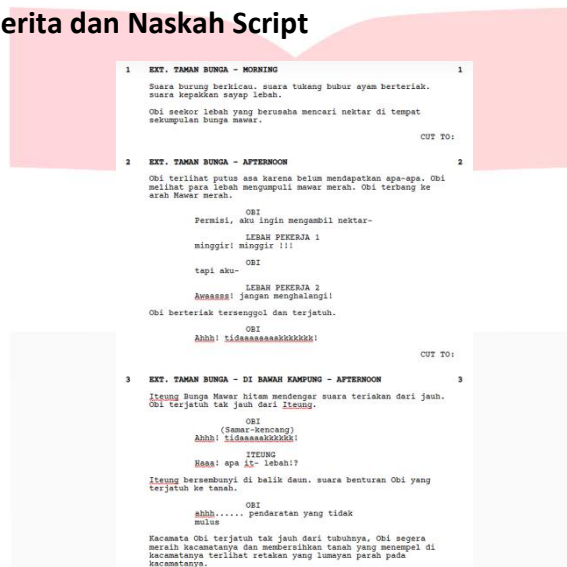 erita dan Naskah Script
1 EXT. TAMAN BUNGA - MORNING 1
Suara burung berkicau. suara tukang bubur ayam berteriak.
suara kepakkan sayap lebah.
Obi seekor lebah yang berusaha mencari nektar di tempat
sekumpulan bunga mawar.
CUT TO:
2 EXT. TAMAN BUNGA - AFTERNOON 2
Obi terlihat putus asa karena belum mendapatkan apa-apa. Obi
melihat para lebah mengumpuli mawar merah. Obi terbang ke
arah Mawar merah.
OBI
Permisi, aku ingin mengambil nektar-
LEBAH PEKERJA 1
minggir! minggir !!!
OBI
tapi aku-
LEBAH PEKERJA 2
Awaasss! jangan menghalangi!
Obi berteriak tersenggol dan terjatuh.
OBI
Ahhh! tidaaaaaaaakkkkkkk!
CUT TO:
3 EXT. TAMAN BUNGA - DI BAWAH KAMPUNG - AFTERNOON 3
Iteung Bunga Mawar hitam mendengar suara teriakan dari jauh.
Obi terjatuh tak jauh dari Iteung.
OBI
(Samar-kencang)
Ahhh! tidaaaaakkkkkk!
ITEUNG
Haaa! apa it- lebah!?
Iteung bersembunyi di balik daun. suara benturan Obi yang
terjatuh ke tanah.
OBI
ahhh...... pendaratan yang tidak
mulus
Kacamata Obi terjatuh tak jauh dari tubuhnya, Obi segera
meraih kacamatanya dan membersihkan tanah yang menempel di
kacamatanya terlihat retakan yang lumayan parah pada
kacamatanya.